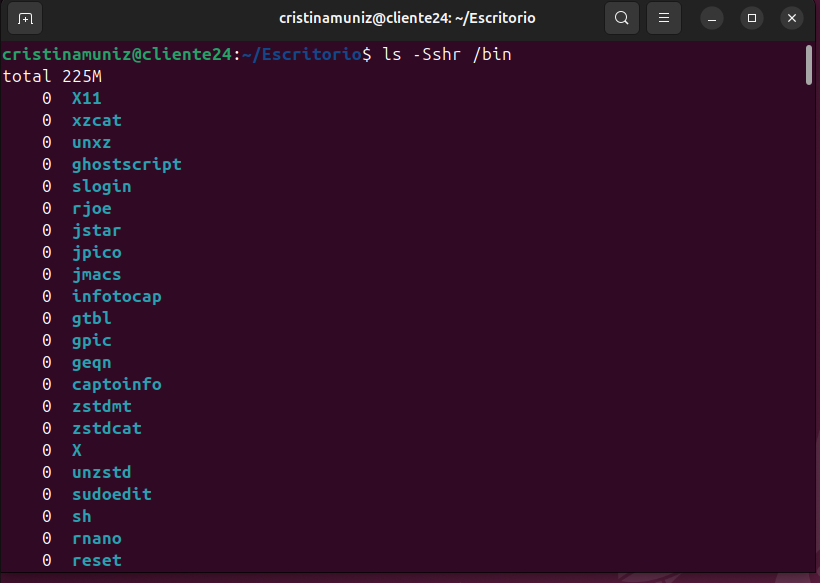 cristinamuniz@cliente24: ~/Escritorio
cristinamuniz@cliente24:~/Escritorio$ ls -Sshr /bin
total 225M
0 X11
0 xzcat
0 unxz
0 ghostscript
0 slogin
0 rjoe
0 jstar
0 jpico
0 jmacs
0 infotocap
0 gtbl
0 gpic
0 geqn
0 captoinfo
0 zstdmt
0 zstdcat
0 X
0 unzstd
0 sudoedit
0 sh
0 rnano
0 reset